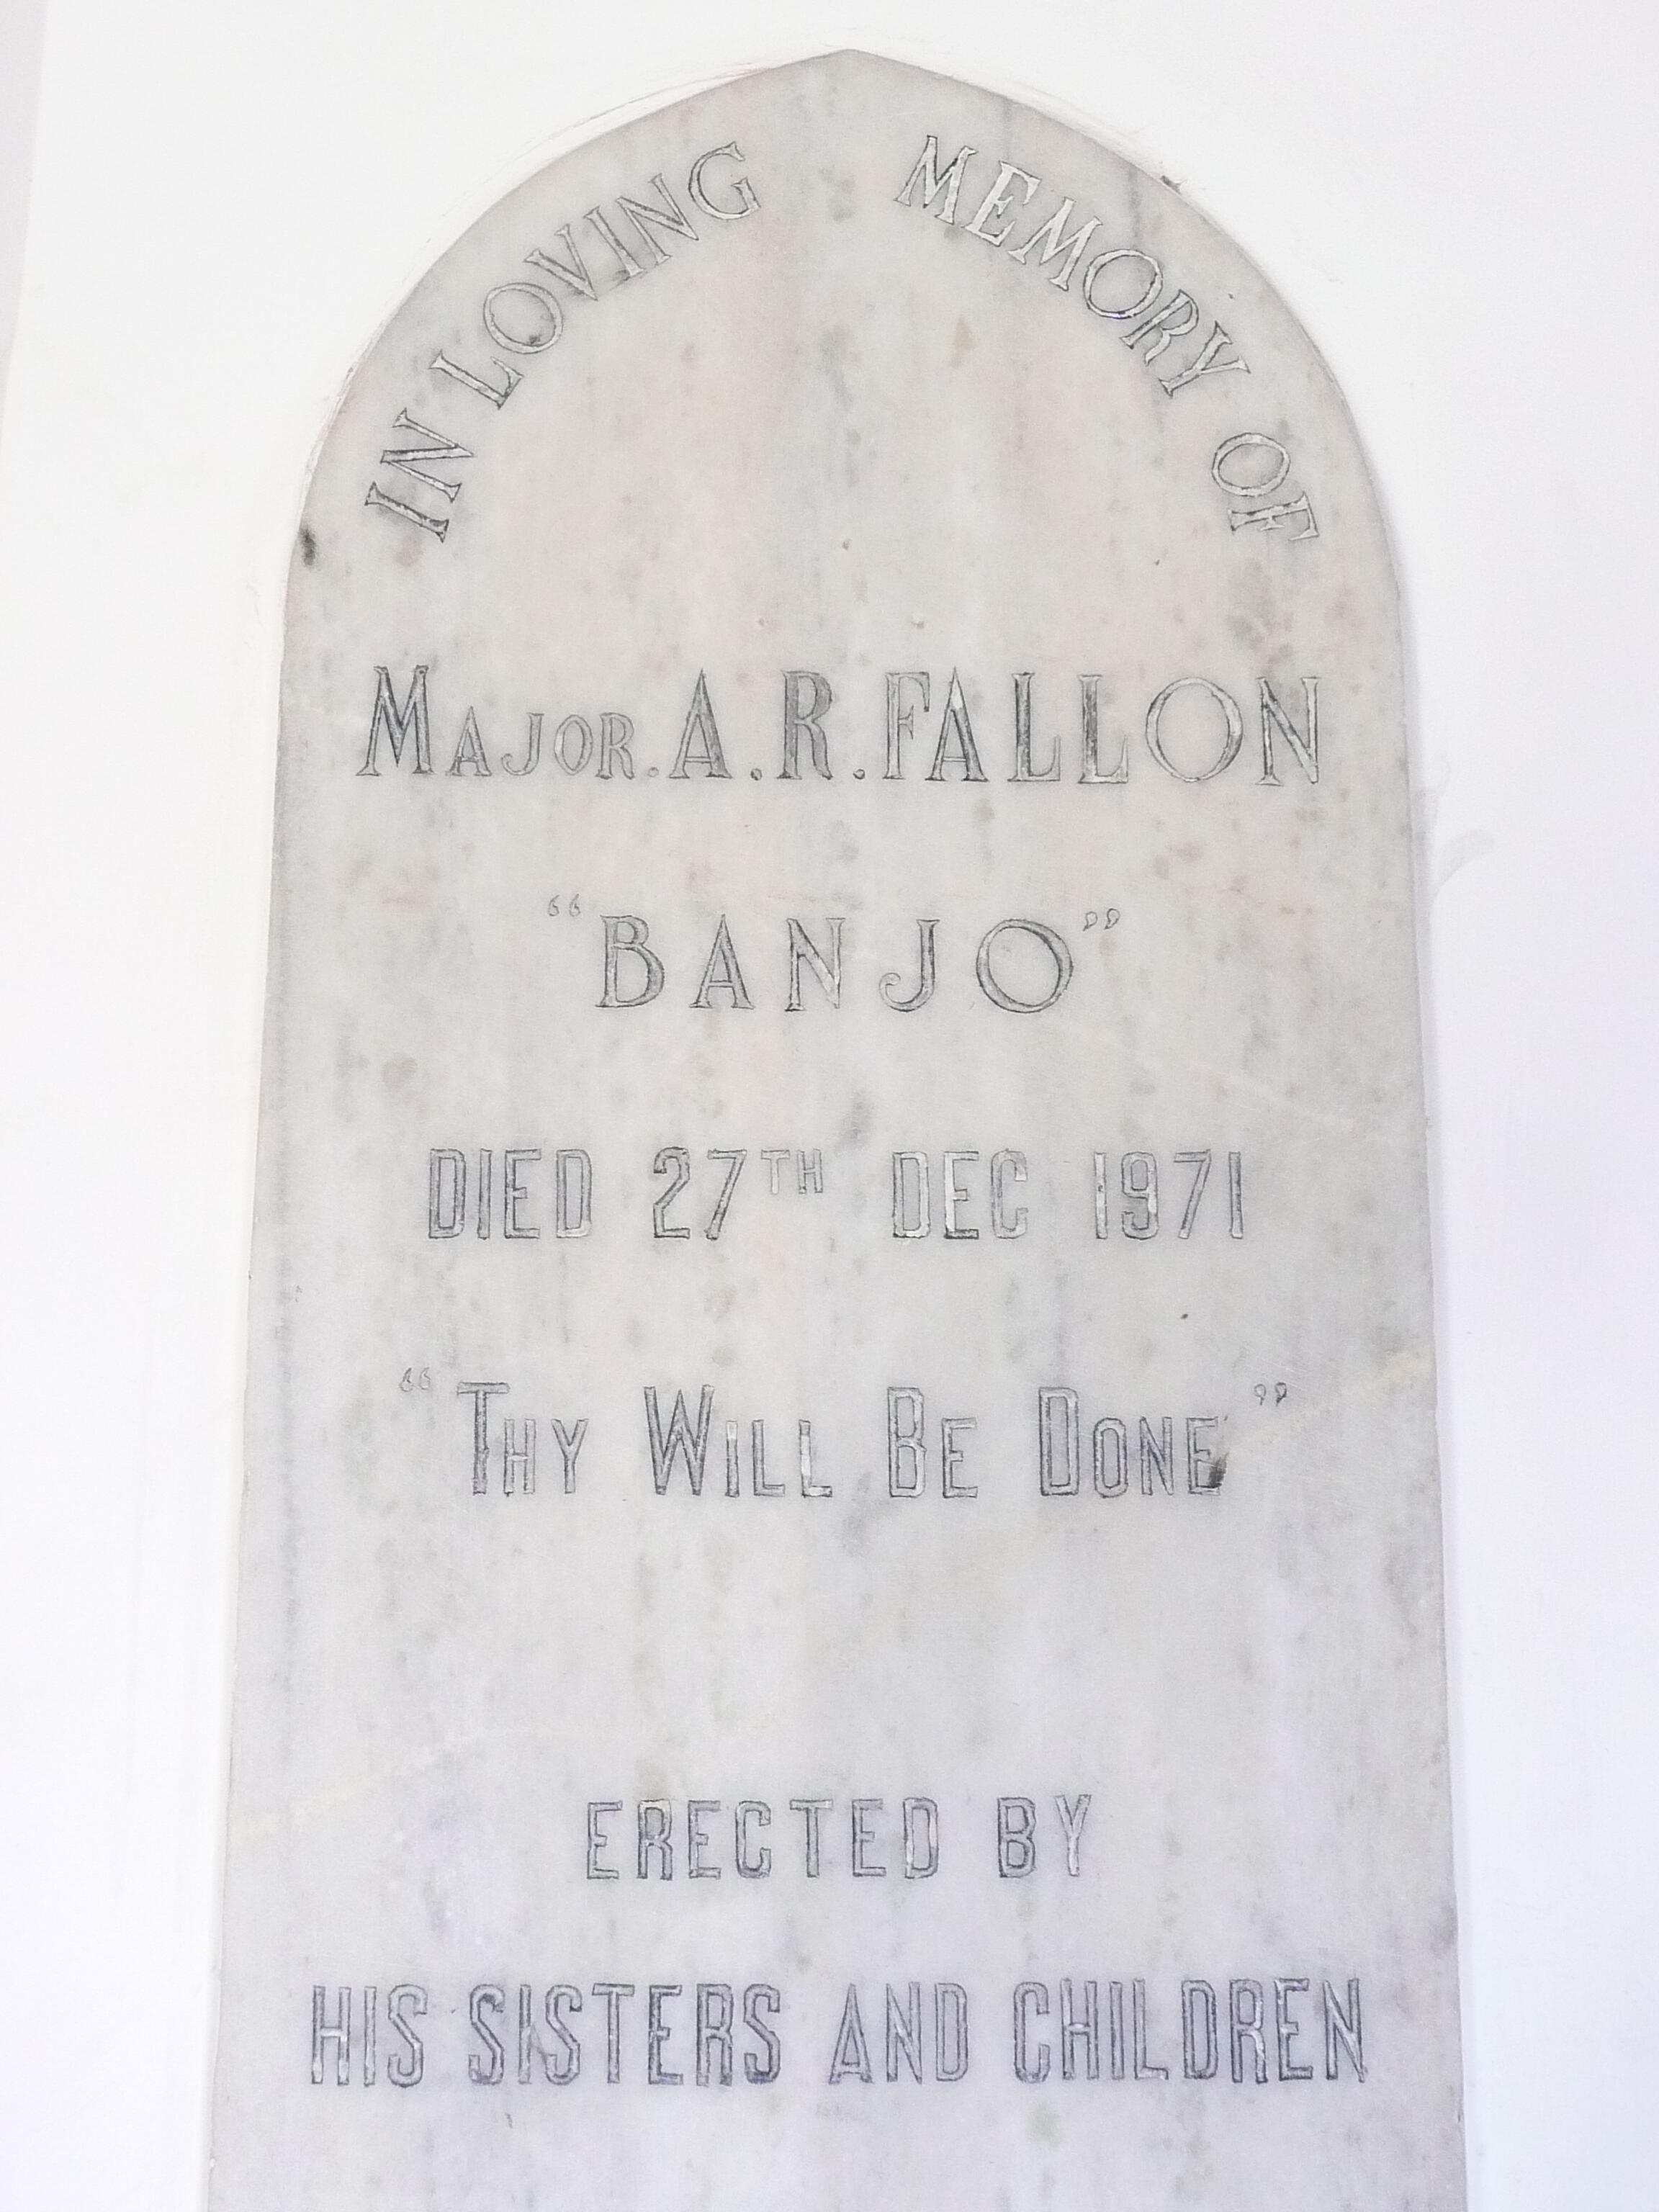 IN LOVING MEMORY OF
MAJOR. A. R. FALLON
“BANJO”
DIED 27TH DEC 1971
“THY WILL BE DONE”
ERECTED BY
HIS SISTERS AND CHILDREN